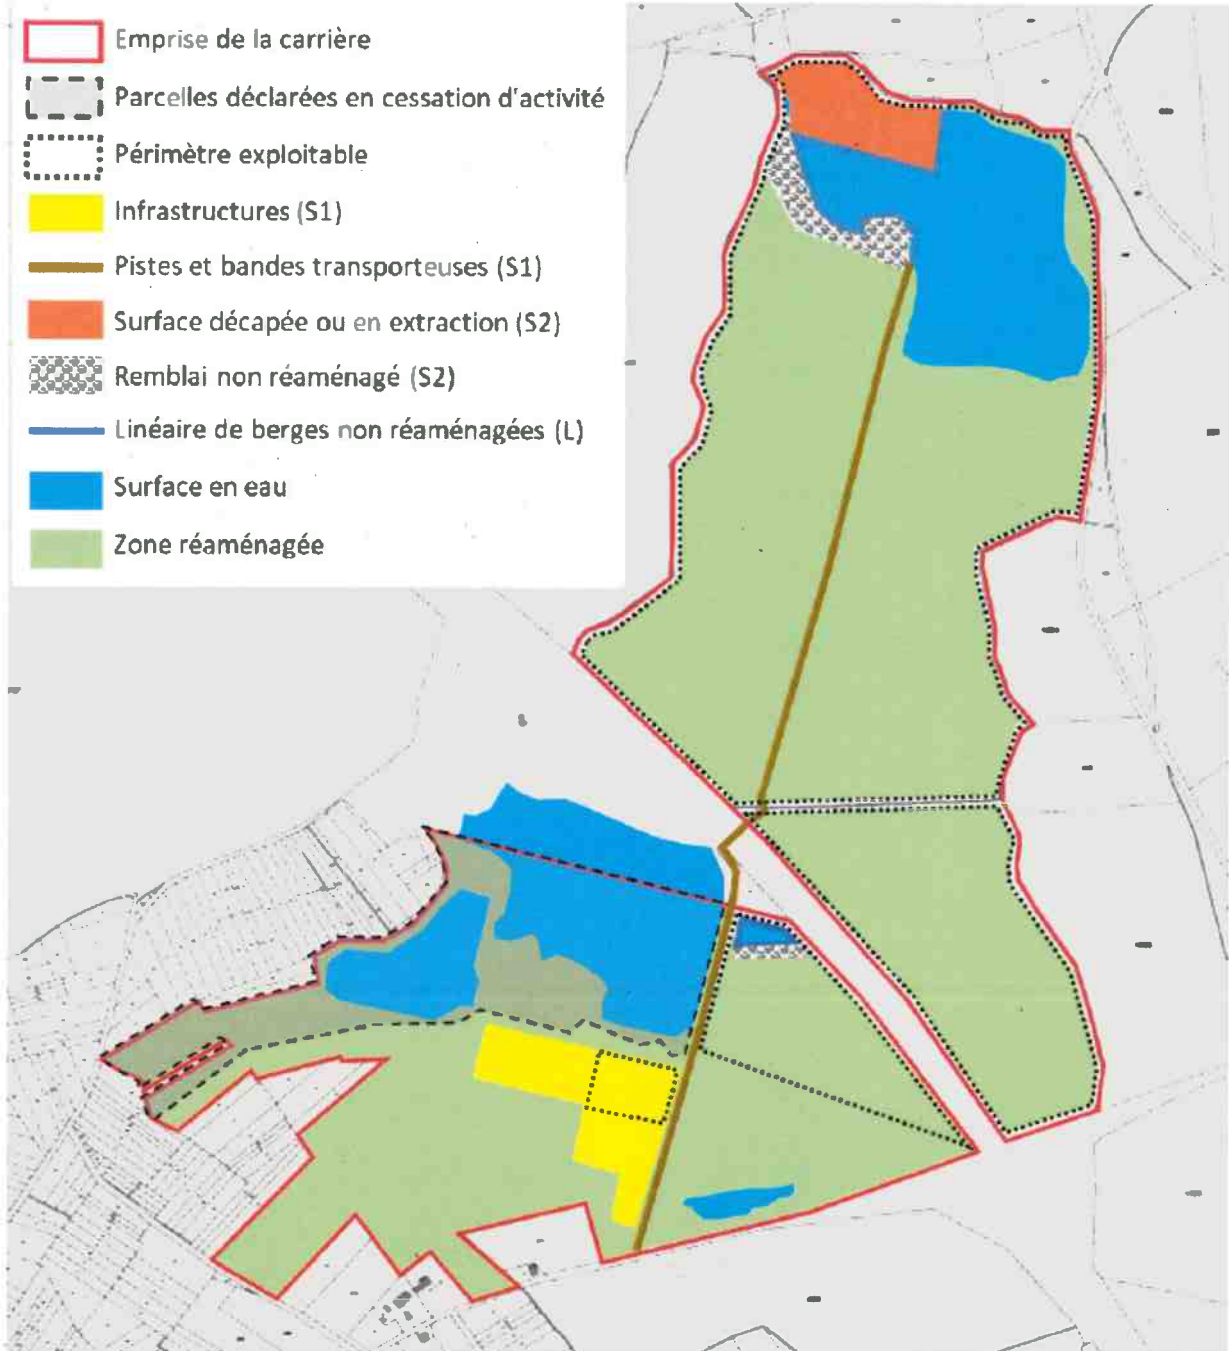 Emprise de la carrière
Parcelles déclarées en cessation d'activité
Périmètre exploitable
Infrastructures (S1)
Pistes et bandes transporteuses (S1)
Surface décapée ou en extraction (S2)
Remblai non réaménagé (S2)
Linéaire de berges non réaménagées (L)
Surface en eau
Zone réaménagée